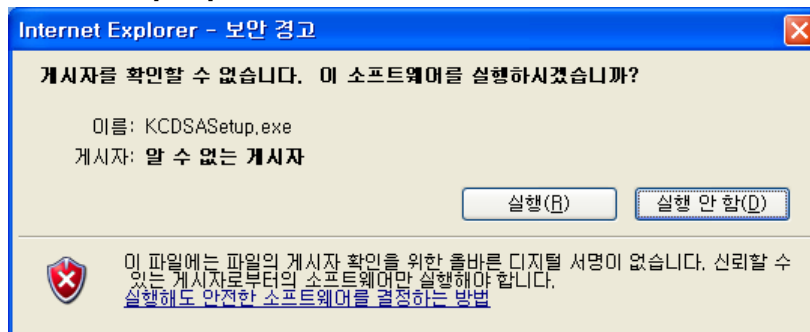 Internet Explorer - 보안 경고
게시자를 확인할 수 없습니다. 이 소프트웨어를 실행하시겠습니까?
이름: KCDSASetup.exe
게시자: 알 수 없는 게시자
실행(R) 실행 안 함(D)
이 파일에는 파일의 게시자 확인을 위한 올바른 디지털 서명이 없습니다. 신뢰할 수
있는 게시자로부터의 소프트웨어만 실행해야 합니다.
실행해도 안전한 소프트웨어를 결정하는 방법